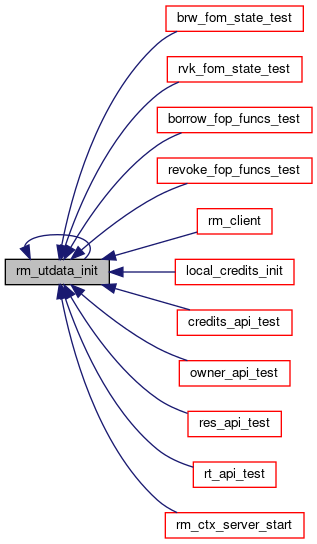 brw_fom_state_test
rvk_fom_state_test
borrow_fop_funcs_test
revoke_fop_funcs_test
rm_client
rm_utdata_init
local_credits_init
credits_api_test
owner_api_test
res_api_test
rt_api_test
rm_ctx_server_start